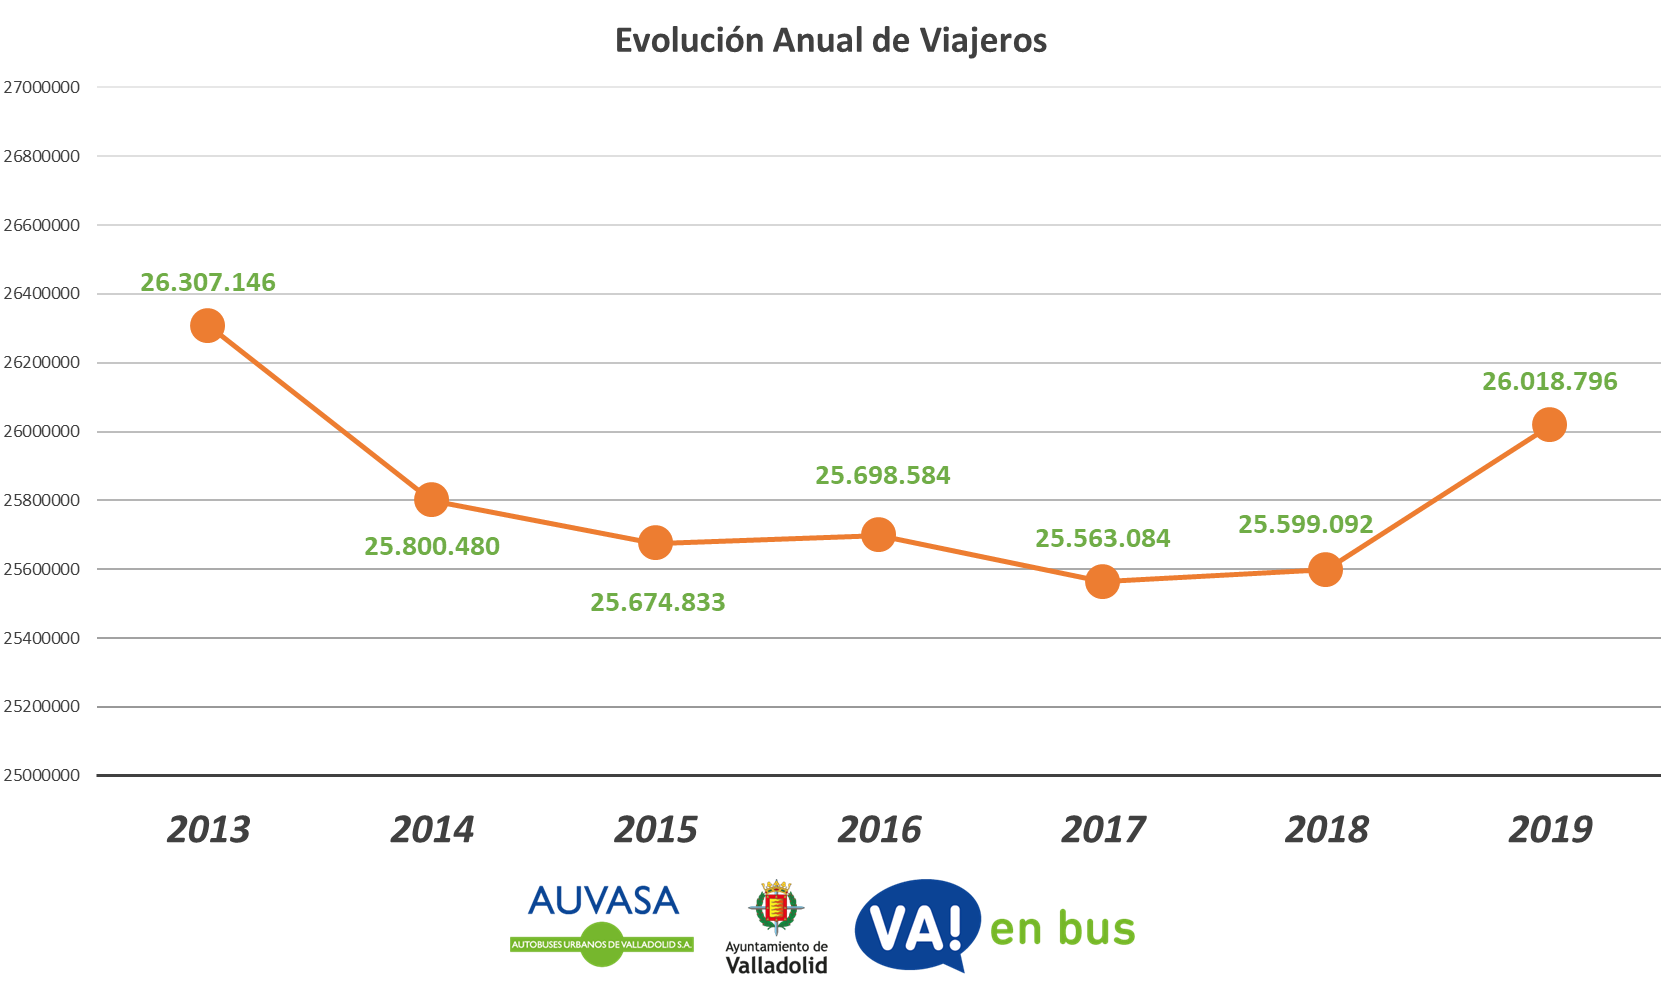 Evolución Anual de Viajeros
27000000
26800000
26600000
26400000
26200000
26000000
25800000
25600000
25400000
25200000
25000000
26.307.146
25.800.480
25.674.833
25.698.584
25.563.084
25.599.092
26.018.796
2013 2014 2015 2016 2017 2018 2019
AUVASA
AUTOBUSES URBANOS DE VALLADOLID S.A.
Ayuntamiento de
Valladolid
VA! en bus